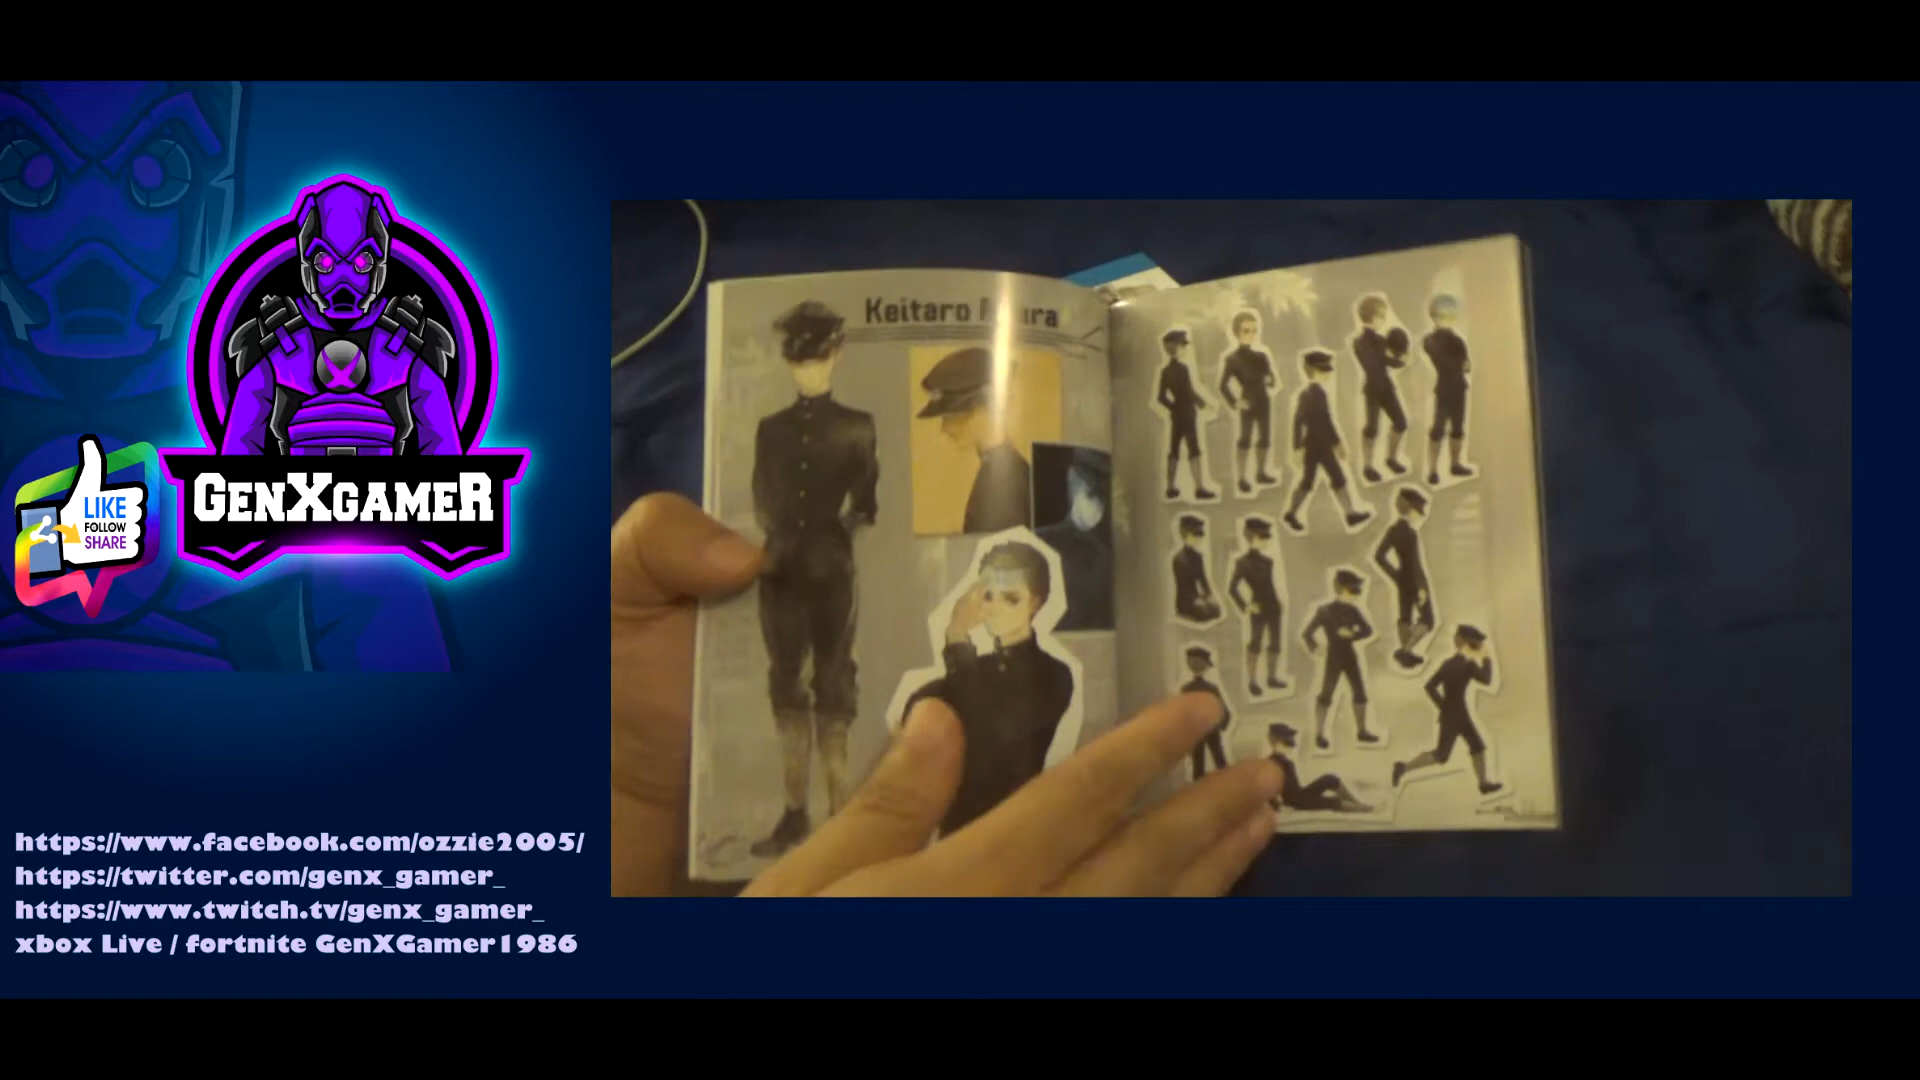 GenXGamer
LIKE
FOLLOW
SHARE
Keitaro
https://www.facebook.com/ozzie2005/
https://twitter.com/genx_gamer_
https://www.twitch.tv/genx_gamer_
xbox Live / fortnite GenXGamer1986